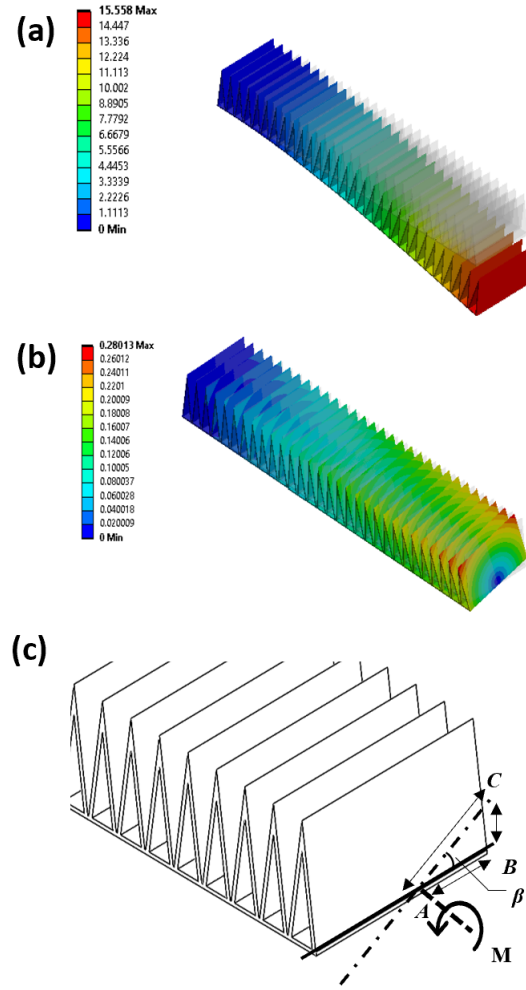 (a)
15.558 Max
14.447
13.336
12.224
11.113
10.002
8.8905
7.7792
6.6679
5.5566
4.4453
3.3339
2.2226
1.1113
0 Min
(b)
0.28013 Max
0.26012
0.24011
0.2201
0.20009
0.18008
0.16007
0.14006
0.12006
0.10005
0.080037
0.060028
0.040018
0.020009
0 Min
(c)
C
B
β
A
M